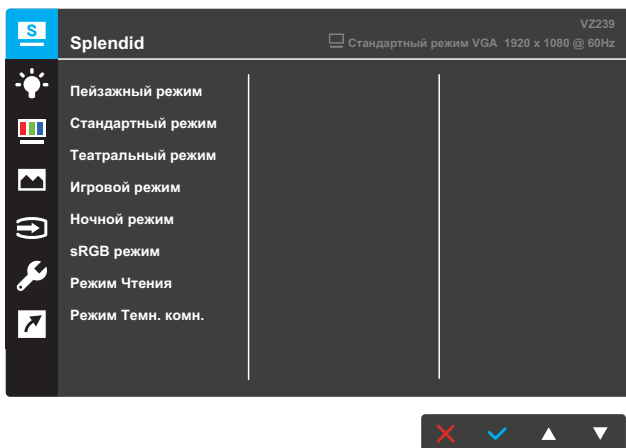 S
VZ239
Splendid
Стандартный режим VGA 1920 x 1080 @ 60Hz
Пейзажный режим
Стандартный режим
Театральный режим
Игровой режим
Ночной режим
sRGB режим
Режим Чтения
Режим Темн. комн.